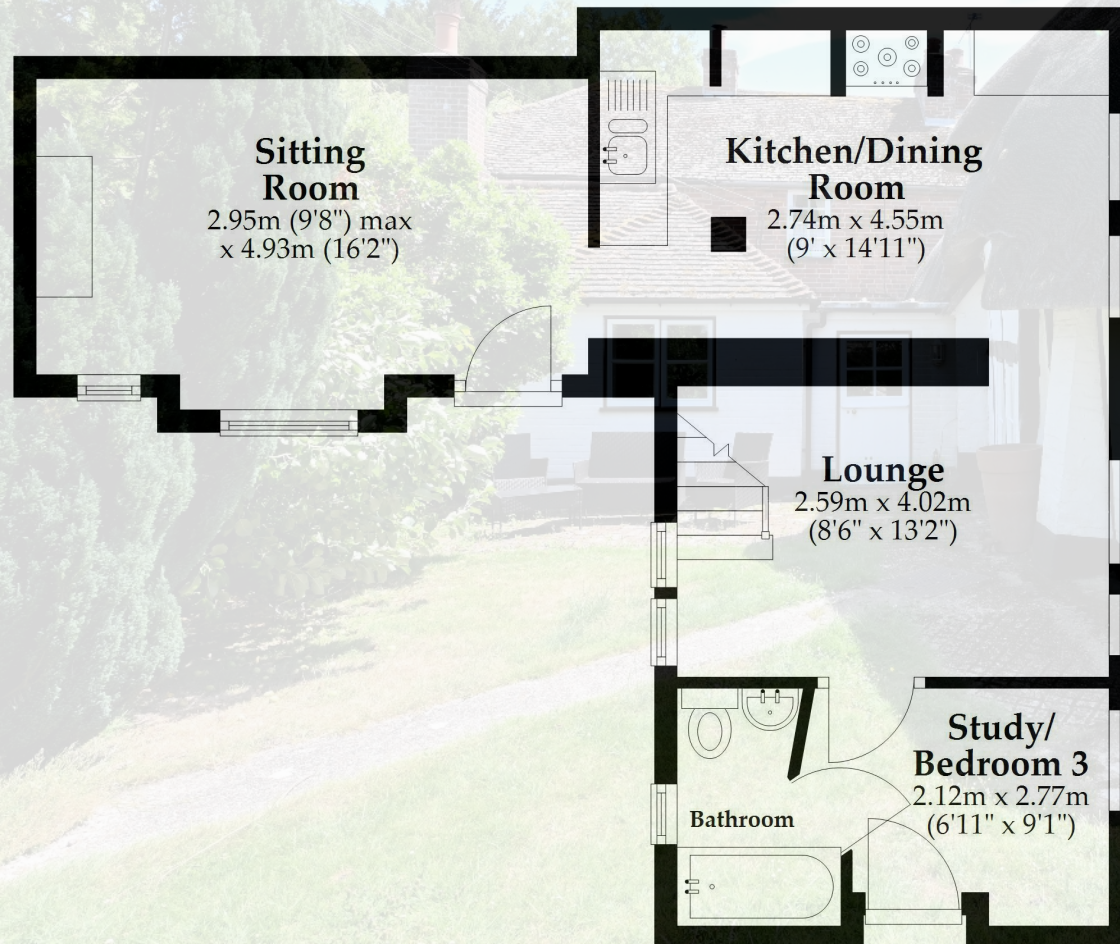 Sitting
Room
2.95m (9'8") max
x 4.93m (16'2")
Kitchen/Dining
Room
2.74m x 4.55m
(9' x 14'11")
Lounge
2.59m x 4.02m
(8'6" x 13'2")
Study/
Bedroom 3
2.12m x 2.77m
(6'11" x 9'1")
Bathroom